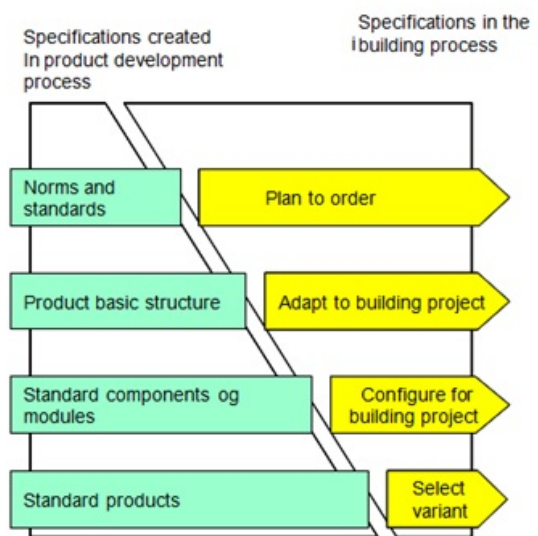 Specifications created
In product development
process
Specifications in the
i building process
Norms and
standards
Plan to order
Product basic structure
Adapt to building project
Standard components og
modules
Configure for
building project
Standard products
Select
variant